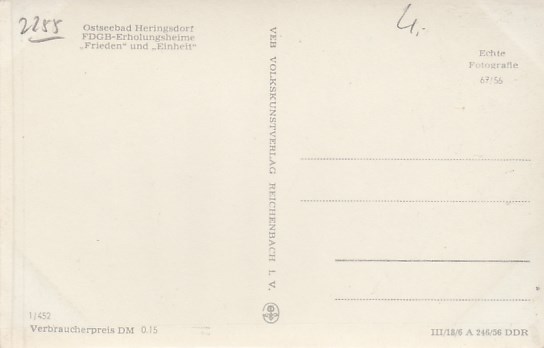 2255
Ostseebad Heringsdorf
FDGB-Erholungsheime
„Frieden“ und „Einheit“
4,-
Echte
Fotografie
67/56
VEB VOLKSKUNSTVERLAG REICHENBACH I. V.
1/452
Verbraucherpreis DM 0.15
III/18/6 A 246/56 DDR